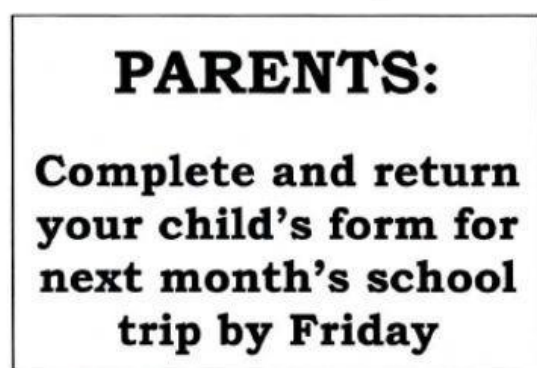 PARENTS:
Complete and return
your child's form for
next month's school
trip by Friday